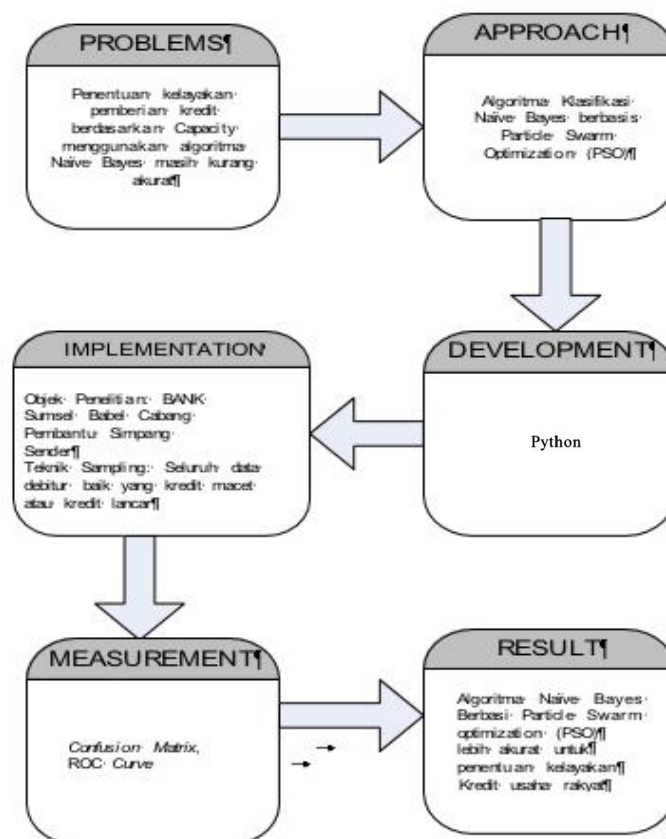 PROBLEMS¶
Penentuan kelayakan
pemberian kredit
berdasarkan Capacity
menggunakan algoritma
Naïve Bayes masih kurang
akurat¶
APPROACH¶
Algoritma Klasifikasi
Naïve Bayes berbasis
Particle Swarm
Optimization (PSO)¶
DEVELOPMENT¶
Python
IMPLEMENTATION
Objek Penelitian: BANK
Sumsel Babel Cabang
Pembantu Simpang
Sender¶
Teknik Sampling: Seluruh data
debitur baik yang kredit macet
atau kredit lancar¶
MEASUREMENT¶
Confusion Matrix,
ROC Curve
RESULT¶
Algoritma Naïve Bayes
Berbasi Particle Swarm
optimization (PSO)¶
lebih akurat untuk¶
penentuan kelayakan¶
Kredit usaha rakyat¶